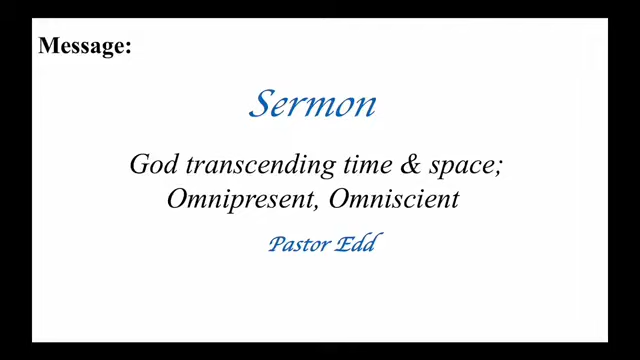 Message:
Sermon
God transcending time & space;
Omnipresent, Omniscient
Pastor Edd